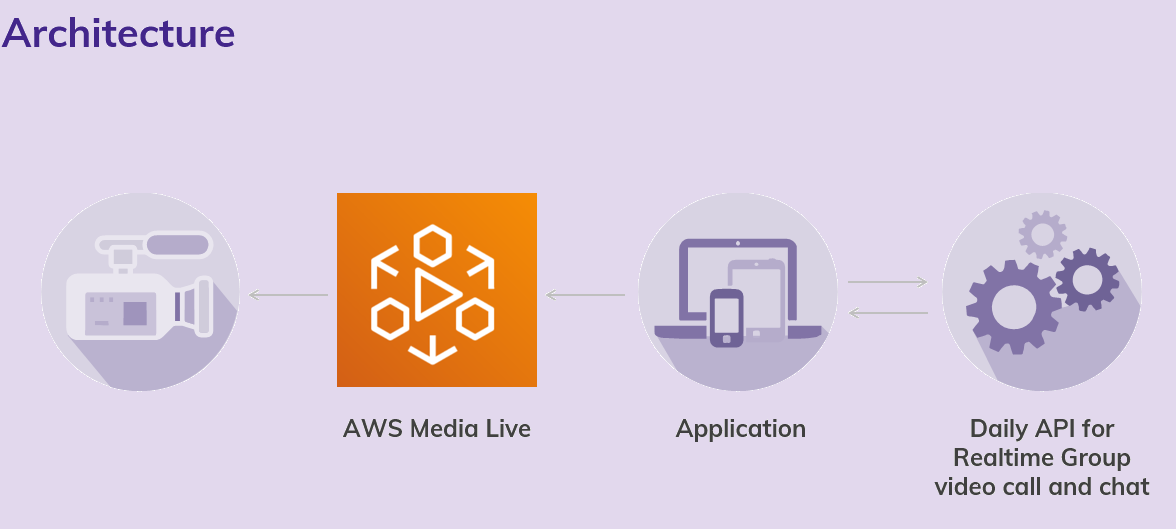 Architecture
AWS Media Live
Application
Daily API for
Realtime Group
video call and chat